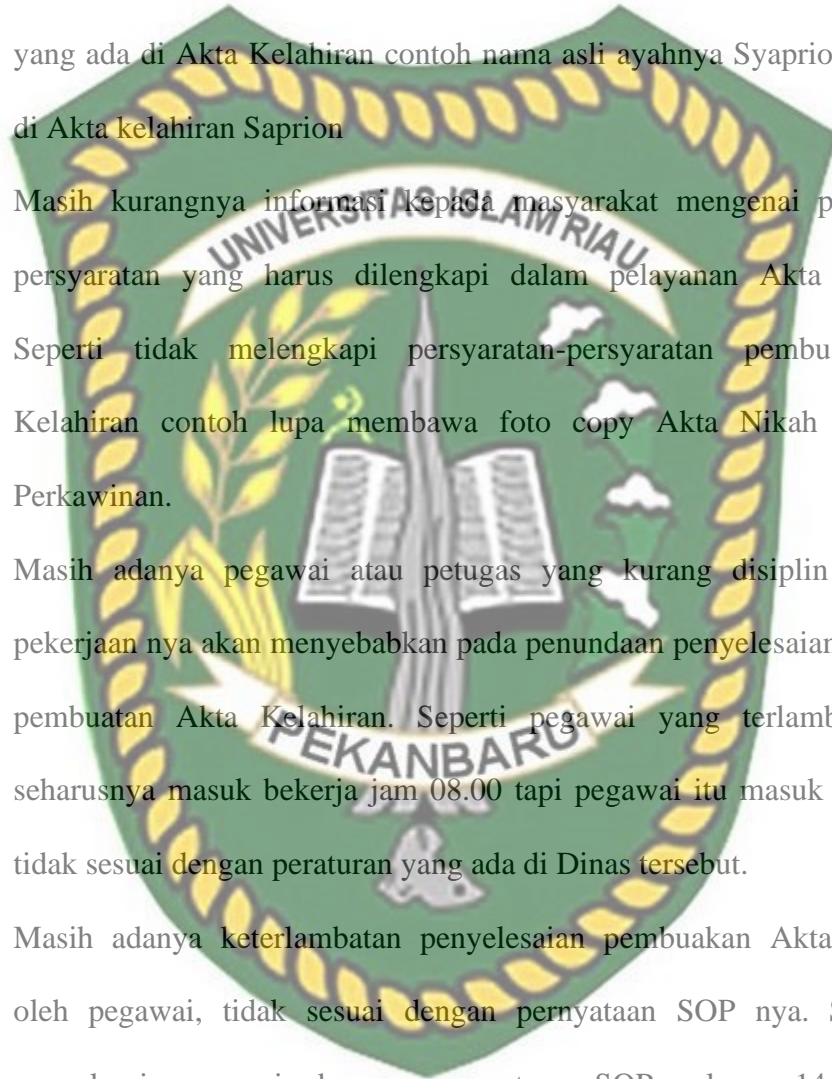 yang ada di Akta Kelahiran contoh nama asli ayahnya Syaprio
di Akta kelahiran Saprion
Masih kurangnya informasi kepada masyarakat mengenai p
UNIVERSITAS ISLAM RIAU
persyaratan yang harus dilengkapi dalam pelayanan Akta
Seperti tidak melengkapi persyaratan-persyaratan pembu
Kelahiran contoh lupa membawa foto copy Akta Nikah
Perkawinan.
Masih adanya pegawai atau petugas yang kurang disiplin
pekerjaan nya akan menyebabkan pada penundaan penyelesaian
pembuatan Akta Kelahiran. Seperti pegawai yang terlamb
PEKANBARU
seharusnya masuk bekerja jam 08.00 tapi pegawai itu masuk
tidak sesuai dengan peraturan yang ada di Dinas tersebut.
Masih adanya keterlambatan penyelesaian pembuakan Akta
oleh pegawai, tidak sesuai dengan pernyataan SOP nya. S